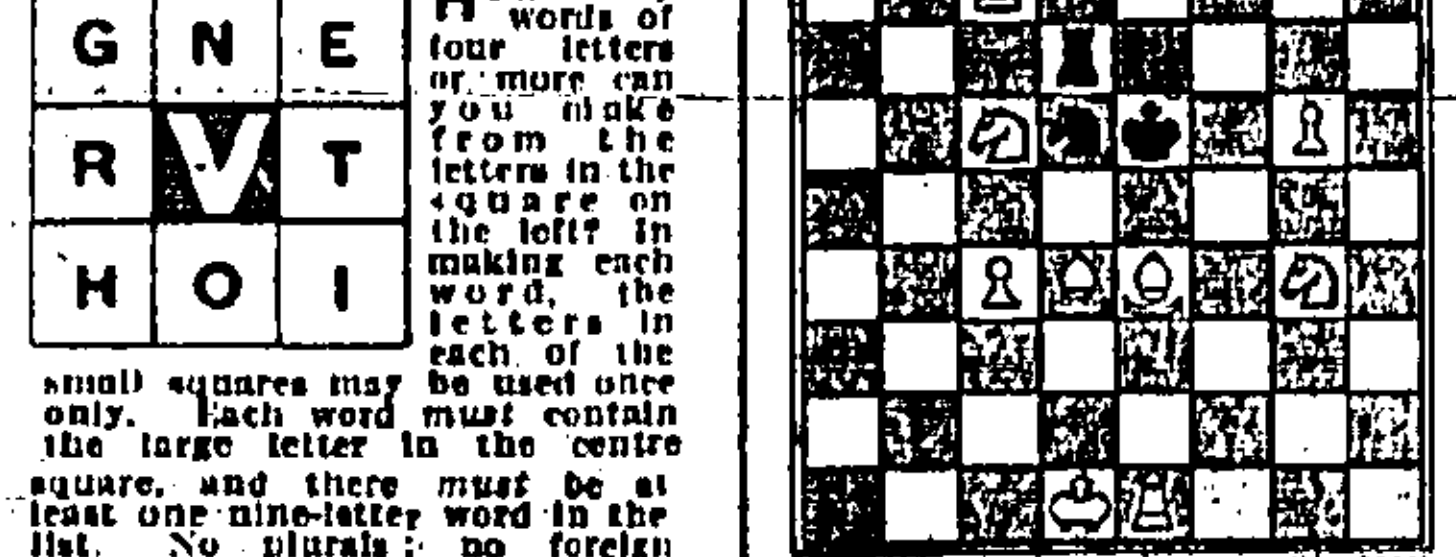 G N E
R V T
H O I
words of
four letters
or more can
you make
from the
letters in the
square on
the left? In
making each
word, the
letters in
each of the
small squares may be used once
only. Each word must contain
the large letter in the centre
square, and there must be at
least one nine-letter word in the
list. No plurals; no foreign